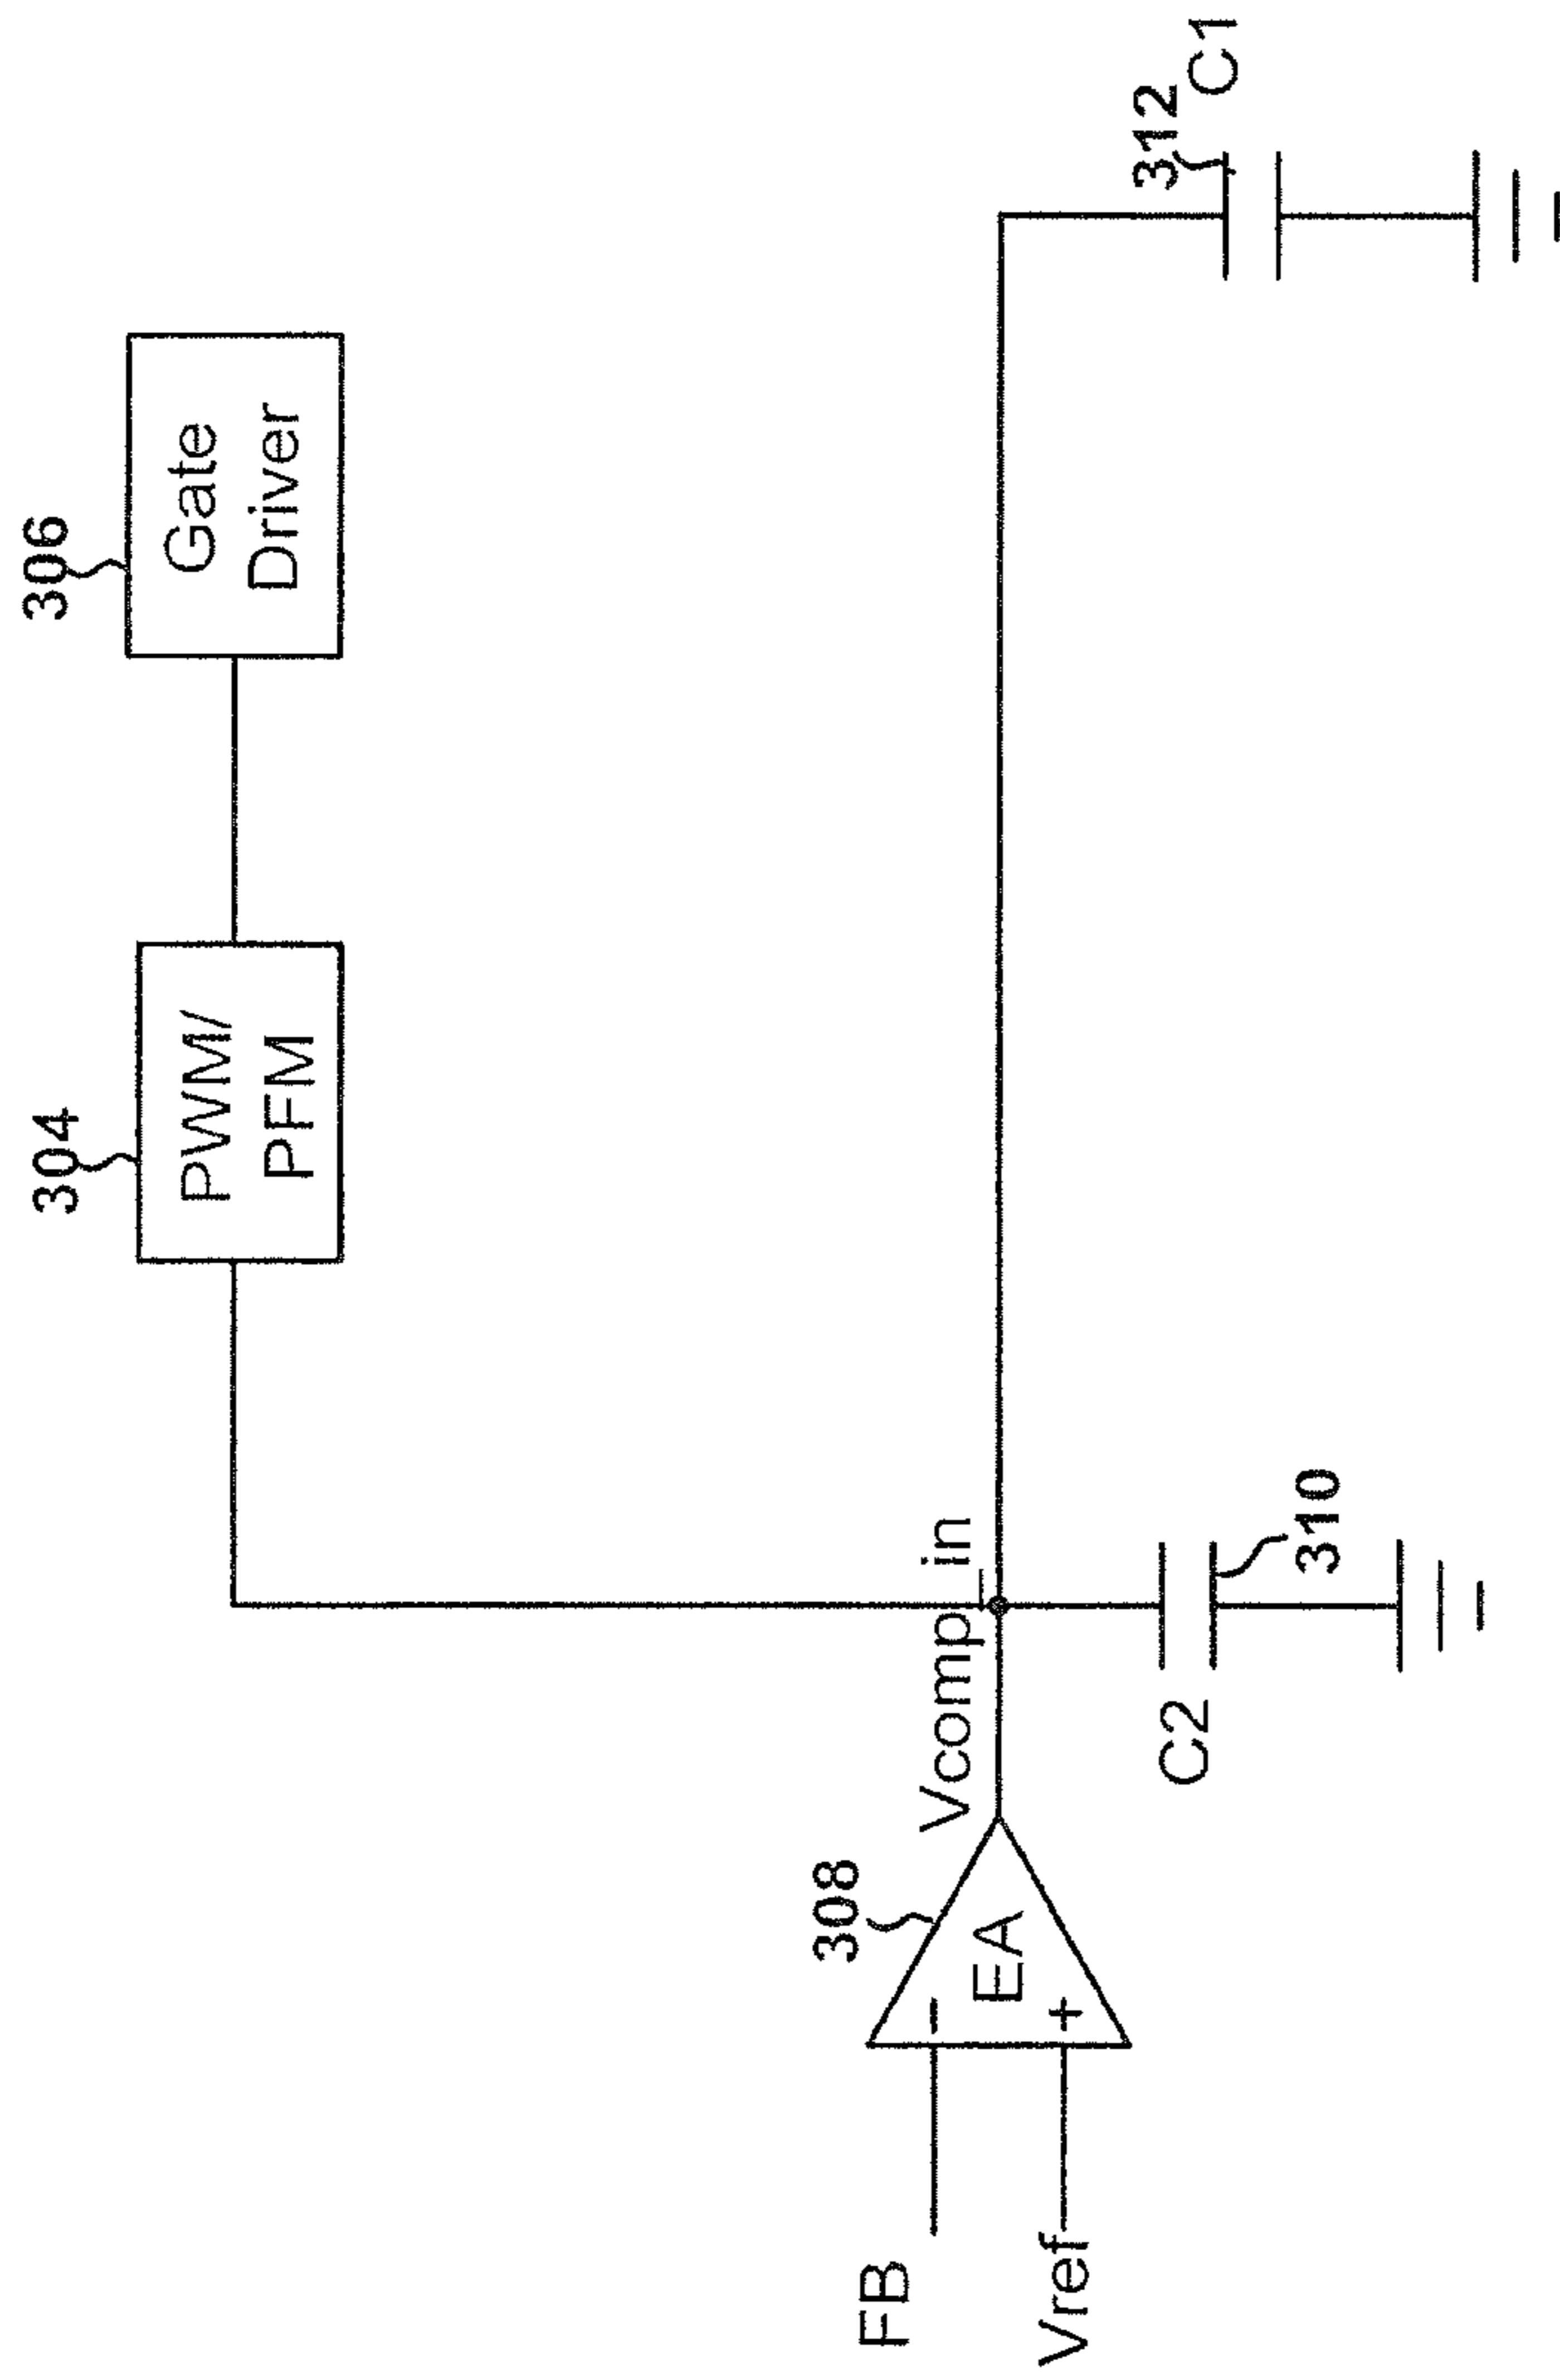 304
306
PWM/
PFM
Gate
Driver
308
Vcomp_in
FB
EA
−
+
Vref
C2
310
312
C1